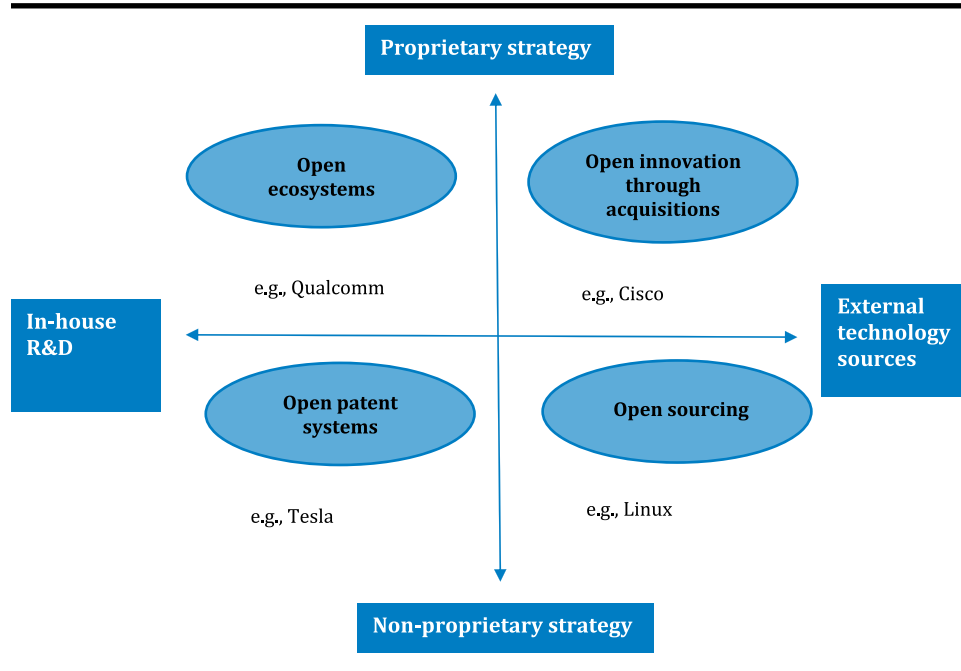 Proprietary strategy
Open
ecosystems
Open innovation
through
acquisitions
e.g., Qualcomm
e.g., Cisco
In-house
R&D
External
technology
sources
Open patent
systems
Open sourcing
e.g., Tesla
e.g., Linux
Non-proprietary strategy